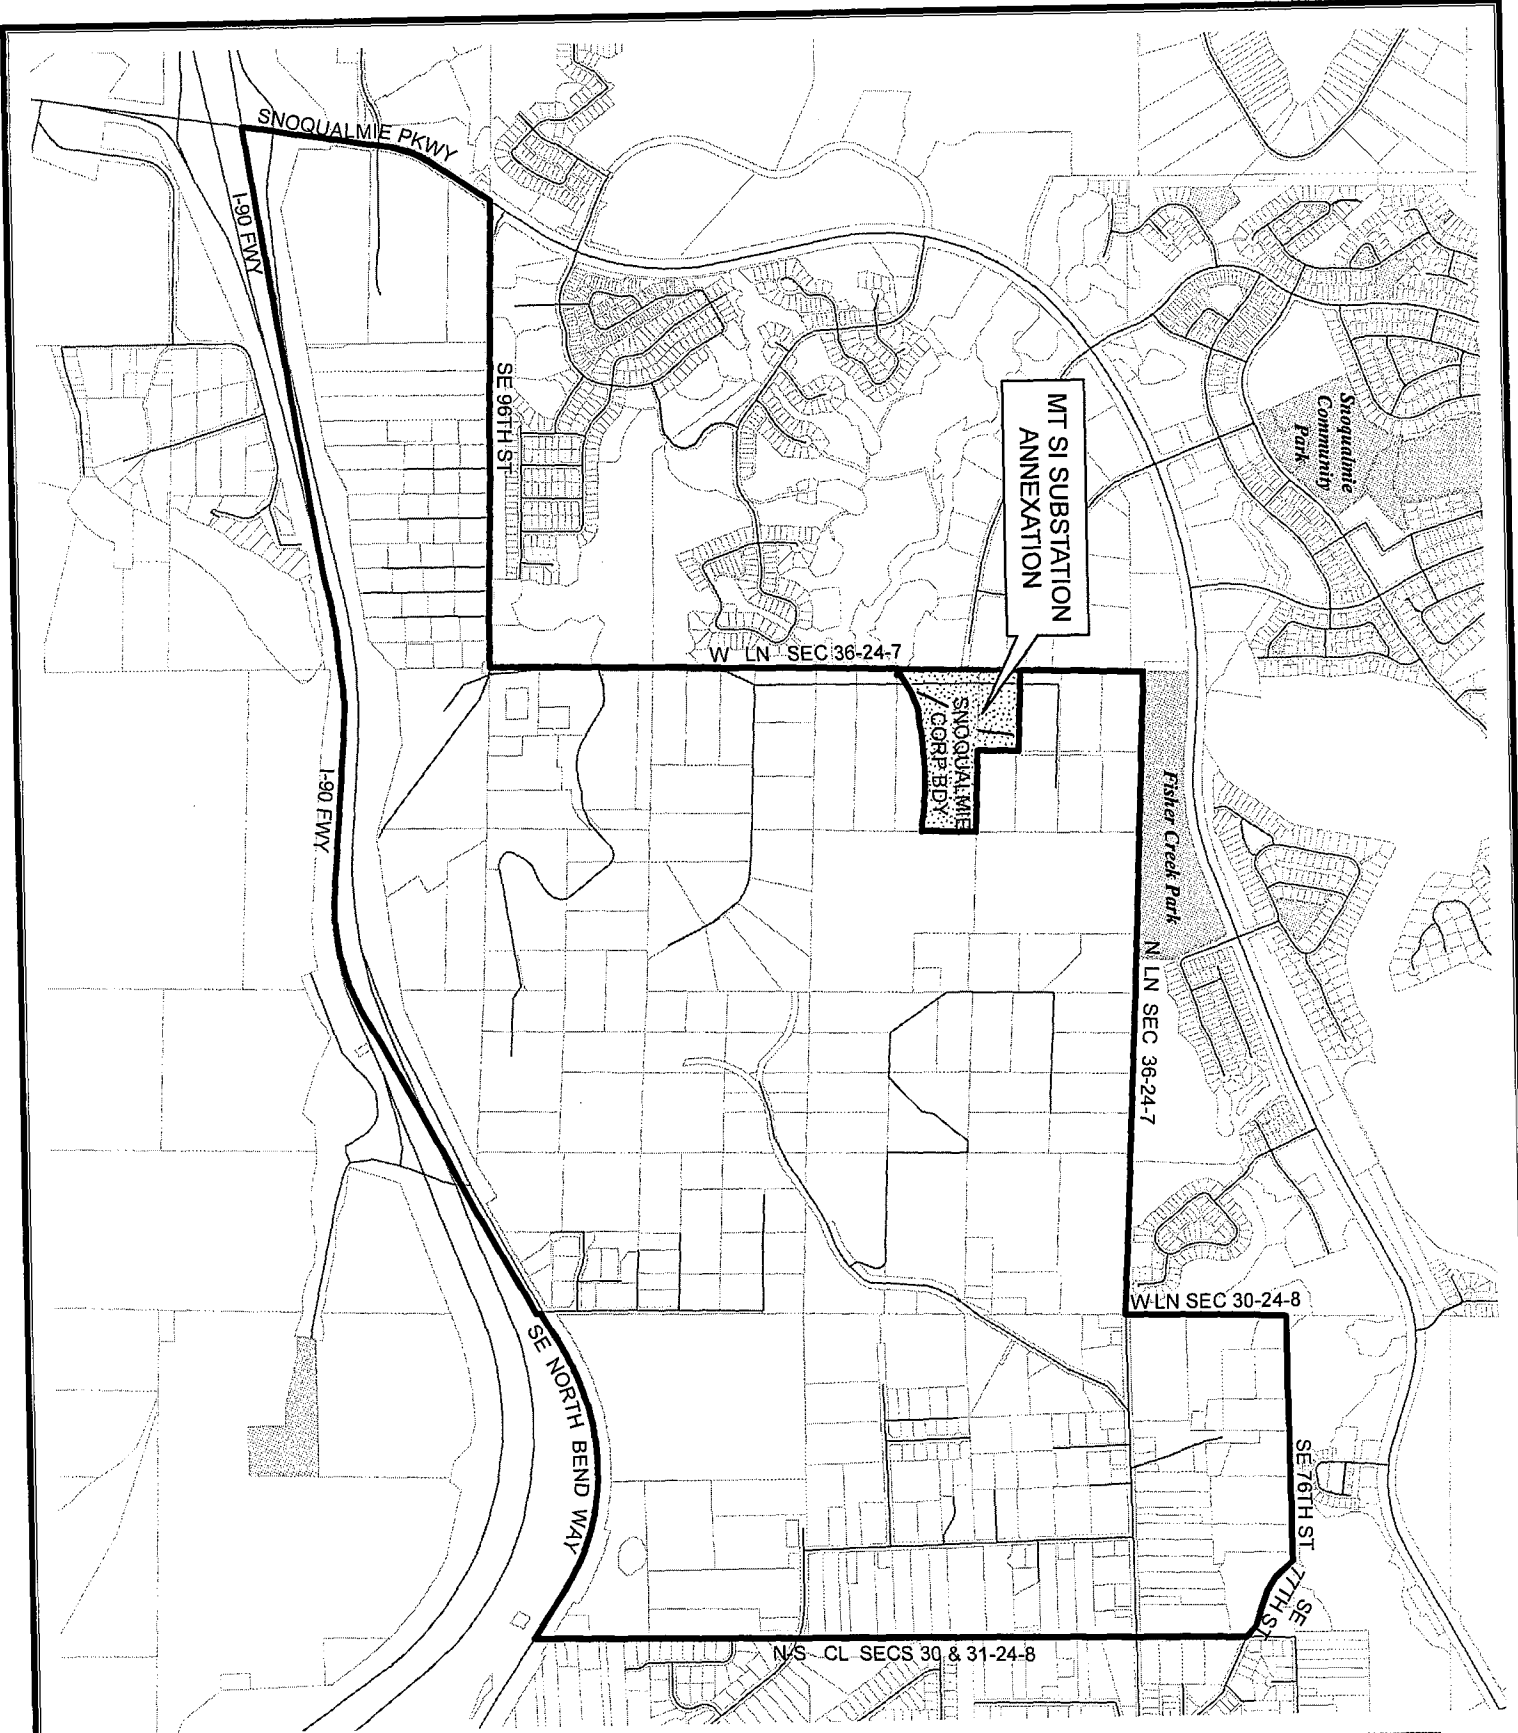 SNOQUALMIE PKWY
I-90 FWY
SE 96TH ST
Snoqualmie
Community
Park
MT SI SUBSTATION
ANNEXATION
W LN SEC 36-24-7
SNOQUALMIE
CORP BDY
Fisher Creek Park
I-90 FWY
N LN SEC 36-24-7
W LN SEC 30-24-8
SE NORTH BEND WAY
SE 76TH ST
SE
77TH ST
N-S CL SECS 30 & 31-24-8